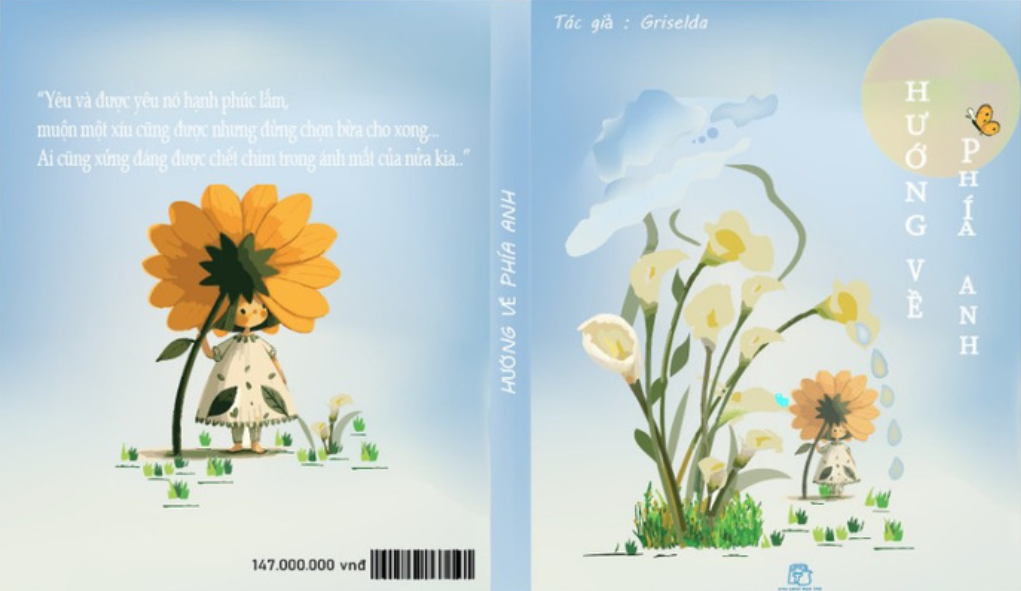 “Yêu và được yêu nó hạnh phúc lắm,
muộn một xíu cũng được nhưng đừng chọn bừa cho xong...
Ai cũng xứng đáng được chết chìm trong ánh mắt của nửa kia..”
147.000.000 vnđ
HƯỚNG VỀ PHÍA ANH
Tác giả : Griselda
HƯỚNG VỀ
PHÍA ANH